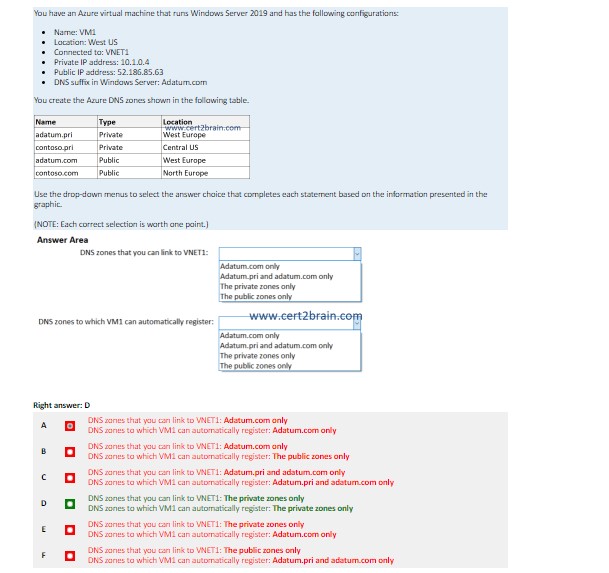 You have an Azure virtual machine that runs Windows Server 2019 and has the following configurations:
• Name: VM1
• Location: West US
• Connected to: VNET1
• Private IP address: 10.1.0.4
• Public IP address: 52.186.85.63
• DNS suffix in Windows Server: Adatum.com
You create the Azure DNS zones shown in the following table.
Name Type Location
www.cert2brain.com
adatum.pri Private West Europe
contoso.pri Private Central US
adatum.com Public West Europe
contoso.com Public North Europe
Use the drop-down menus to select the answer choice that completes each statement based on the information presented in the
graphic.
(NOTE: Each correct selection is worth one point.)
Answer Area
DNS zones that you can link to VNET1:
Adatum.com only
Adatum.pri and adatum.com only
The private zones only
The public zones only
www.cert2brain.com
DNS zones to which VM1 can automatically register:
Adatum.com only
Adatum.pri and adatum.com only
The private zones only
The public zones only
Right answer: D
A DNS zones that you can link to VNET1: Adatum.com only
DNS zones to which VM1 can automatically register: Adatum.com only
B DNS zones that you can link to VNET1: Adatum.com only
DNS zones to which VM1 can automatically register: The public zones only
C DNS zones that you can link to VNET1: Adatum.pri and adatum.com only
DNS zones to which VM1 can automatically register: Adatum.pri and adatum.com only
D DNS zones that you can link to VNET1: The private zones only
DNS zones to which VM1 can automatically register: The private zones only
E DNS zones that you can link to VNET1: The private zones only
DNS zones to which VM1 can automatically register: Adatum.com only
F DNS zones that you can link to VNET1: The public zones only
DNS zones to which VM1 can automatically register: Adatum.pri and adatum.com only